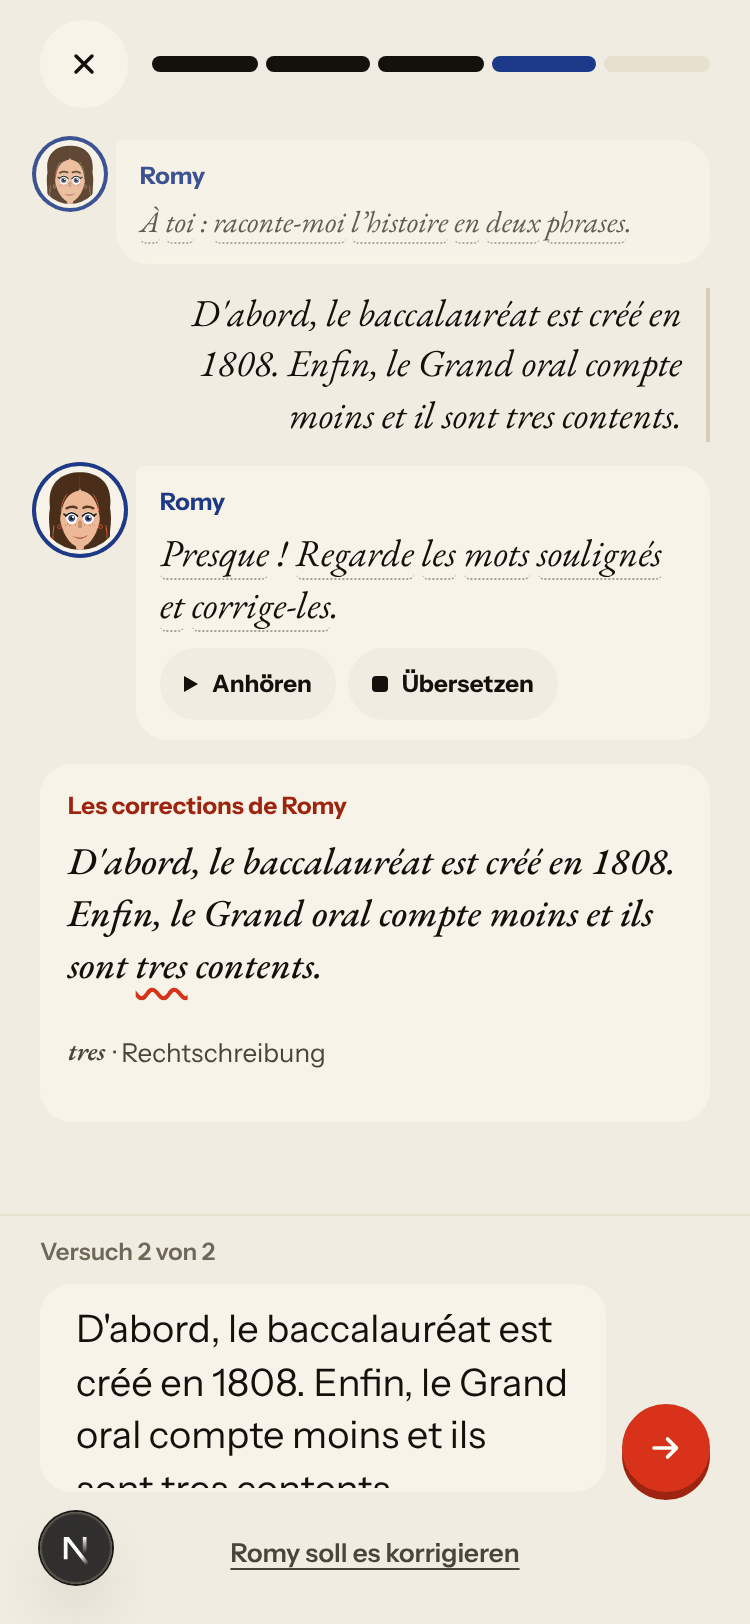 Romy
À toi : raconte-moi l’histoire en deux phrases.
D'abord, le baccalauréat est créé en
1808. Enfin, le Grand oral compte
moins et il sont tres contents.
Romy
Presque ! Regarde les mots soulignés
et corrige-les.
Anhören
Übersetzen
Les corrections de Romy
D'abord, le baccalauréat est créé en 1808.
Enfin, le Grand oral compte moins et ils
sont tres contents.
tres · Rechtschreibung
Versuch 2 von 2
D'abord, le baccalauréat est
créé en 1808. Enfin, le Grand
oral compte moins et ils
sont tres contents.
N
Romy soll es korrigieren